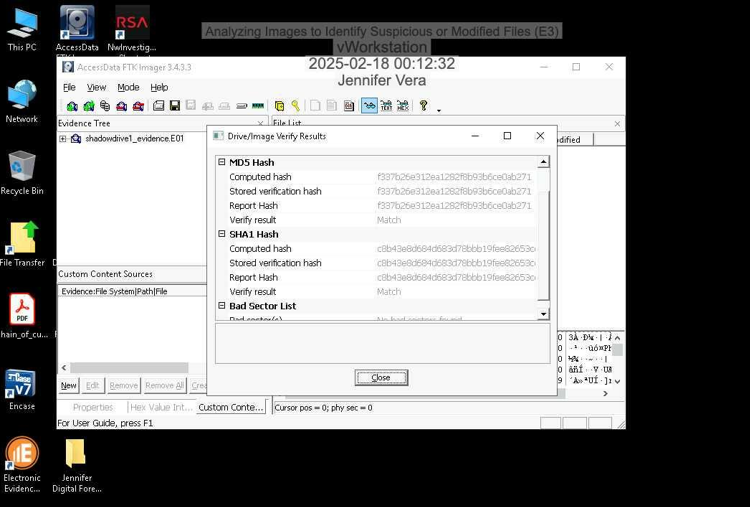 Analyzing Images to Identify Suspicious or Modified Files (E3)
vWorkstation
2025-02-18 00:12:32
Jennifer Vera
This PC
AccessData
RSA
NwInvestig...
Network
Recycle Bin
File Transfer
PDF
hain_of_cu...
Encase
v7
Encase
Electronic
Evidenc...
Jennifer
Digital Fore...
AccessData FTK Imager 3.4.3.3
File View Mode Help
Evidence Tree
shadowdrive1_evidence.E01
File List
Custom Content Sources
Evidence:File System|Path|File
New Edit Remove Remove All
Properties Hex Value Int... Custom Conte...
For User Guide, press F1
Cursor pos = 0; phy sec = 0
Drive/Image Verify Results
MD5 Hash
Computed hash f337b26e312ea1282f8b93b6ce0ab271
Stored verification hash f337b26e312ea1282f8b93b6ce0ab271
Report Hash f337b26e312ea1282f8b93b6ce0ab271
Verify result Match
SHA1 Hash
Computed hash c8b43e8d684d683d78bbb19fee82653c
Stored verification hash c8b43e8d684d683d78bbb19fee82653c
Report Hash c8b43e8d684d683d78bbb19fee82653c
Verify result Match
Bad Sector List
Bad sector(s) No bad sectors found
Close